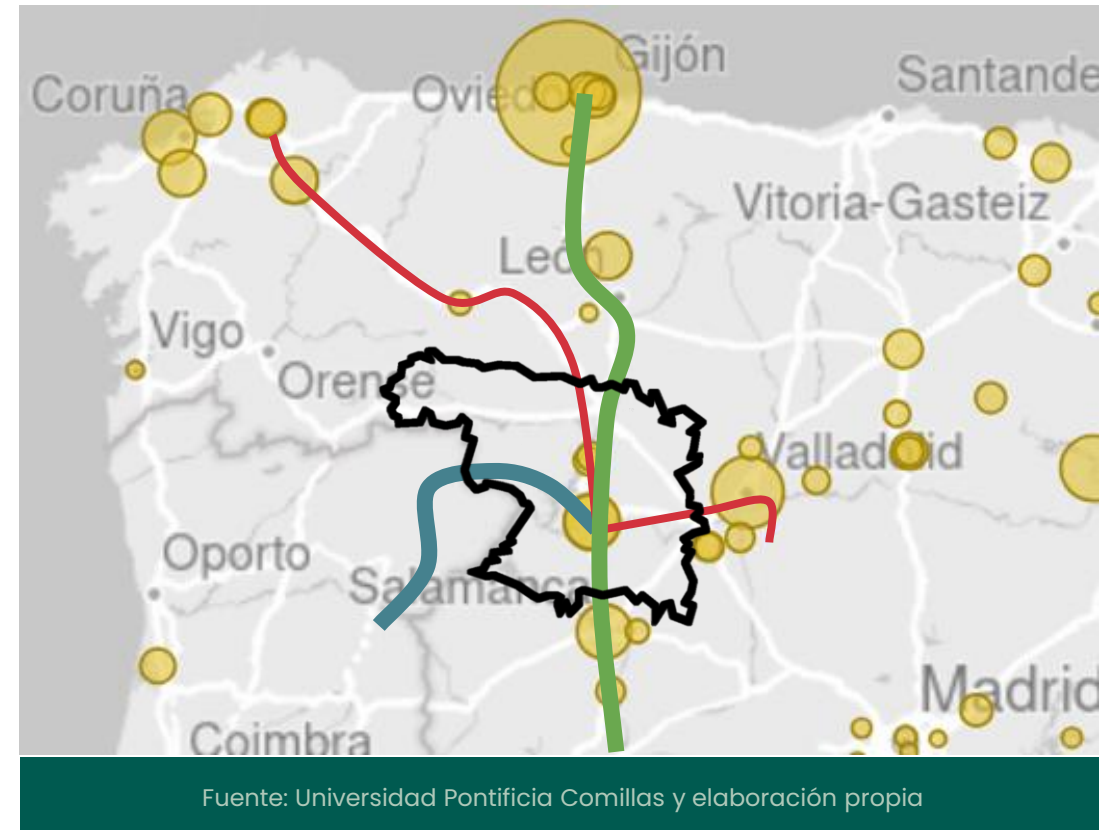 Gijón
Santande
Coruña
Oviedo
Vitoria-Gasteiz
León
Vigo
Orense
Valladolid
Oporto
Salamanca
Madrid
Coimbra
Fuente: Universidad Pontificia Comillas y elaboración propia